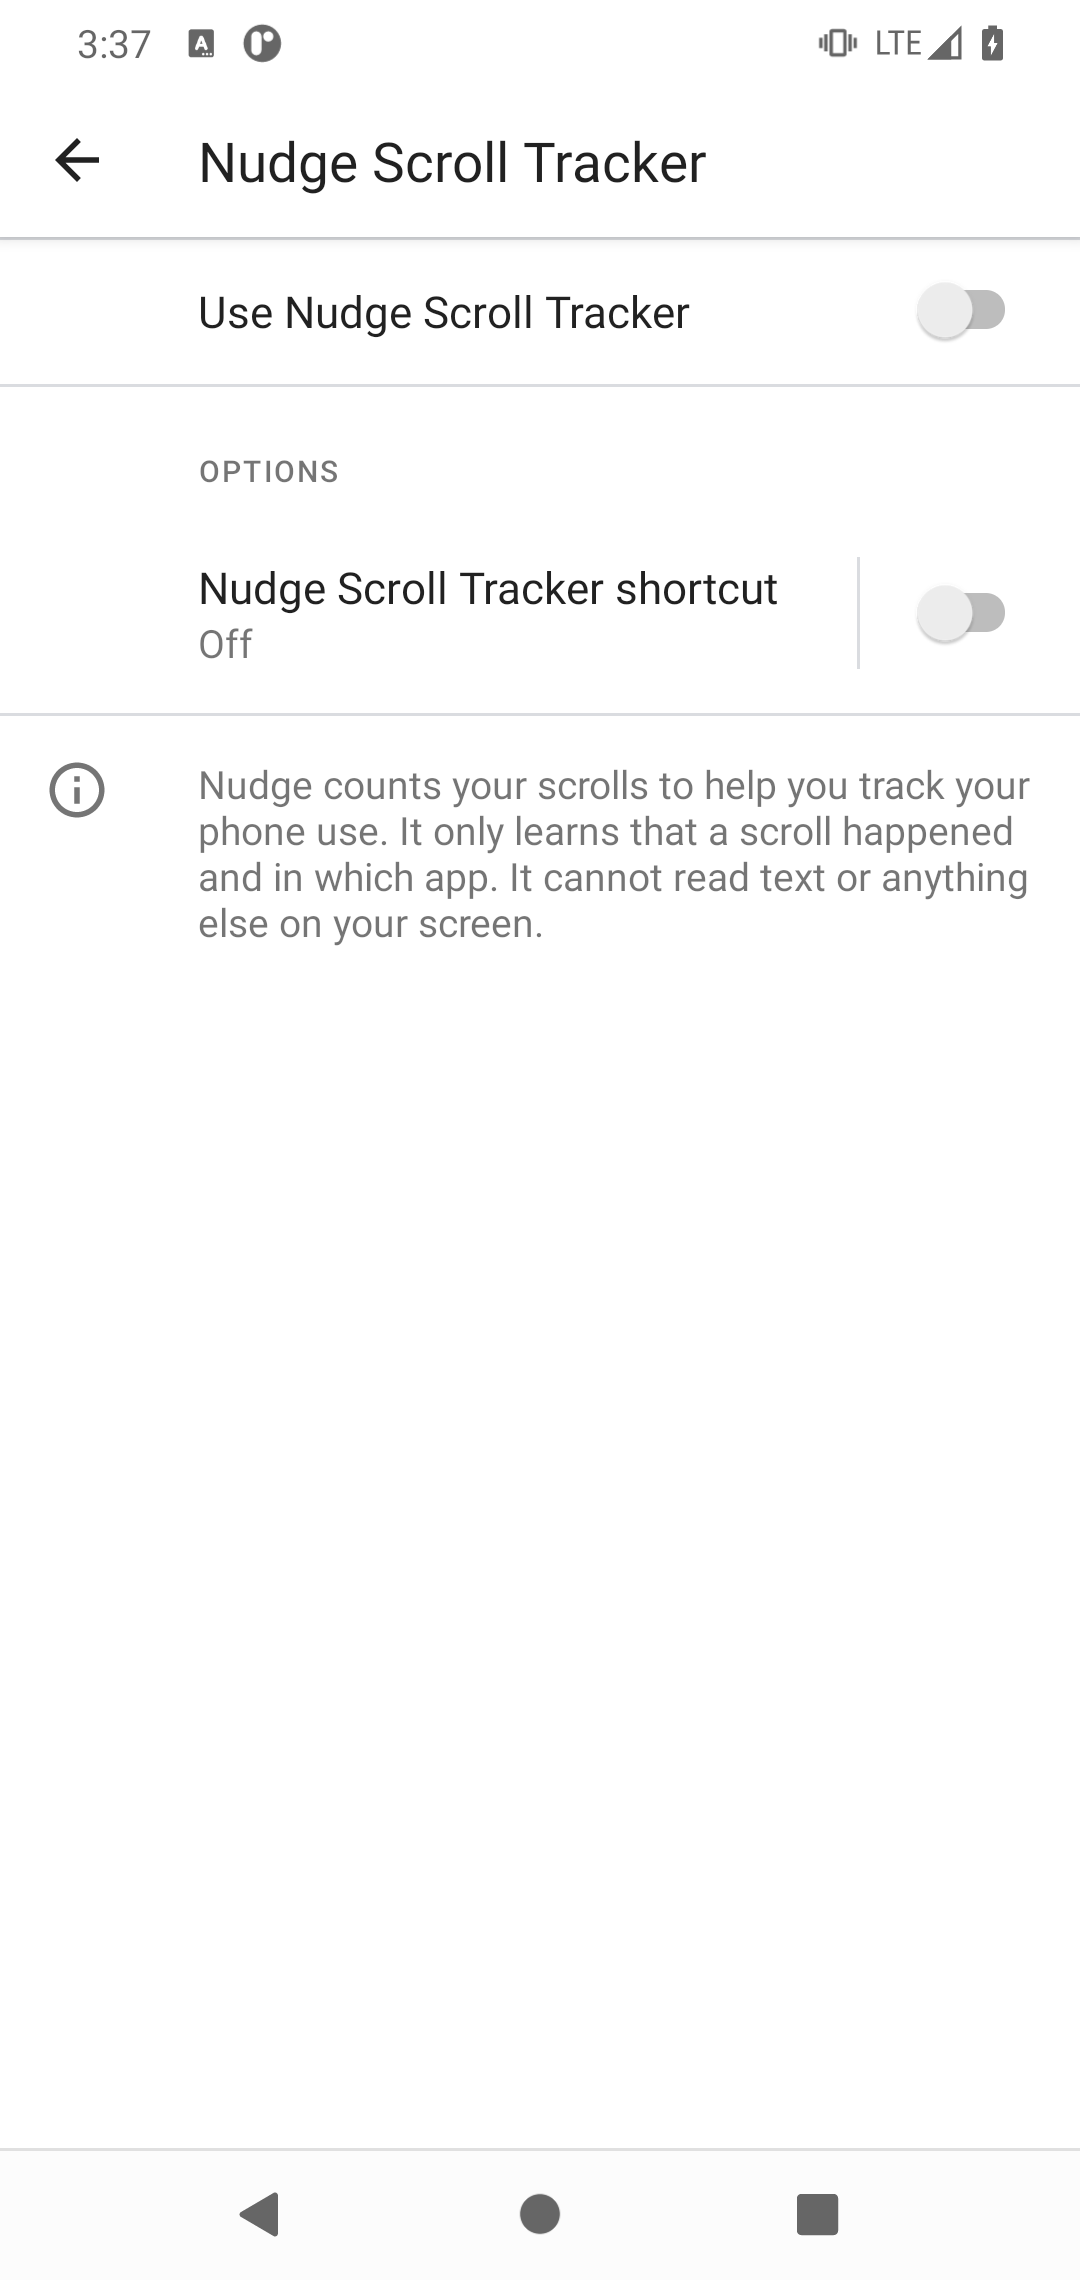 3:37
LTE
Nudge Scroll Tracker
Use Nudge Scroll Tracker
OPTIONS
Nudge Scroll Tracker shortcut
Off
Nudge counts your scrolls to help you track your
phone use. It only learns that a scroll happened
and in which app. It cannot read text or anything
else on your screen.